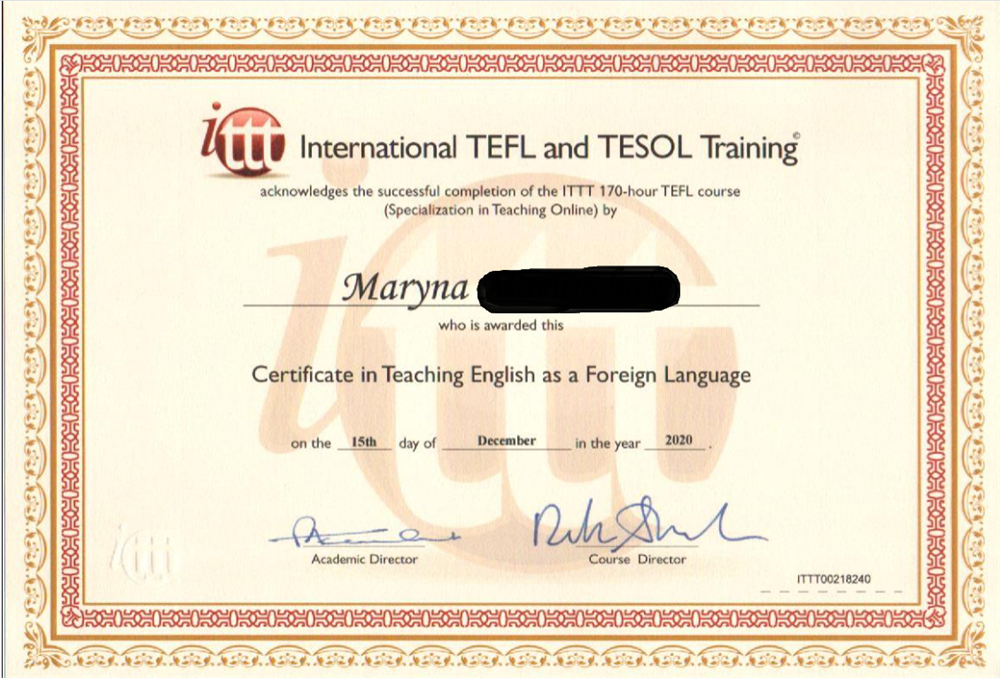 ittt International TEFL and TESOL Training©
acknowledges the successful completion of the ITTT 170-hour TEFL course
(Specialization in Teaching Online) by
Maryna
who is awarded this
Certificate in Teaching English as a Foreign Language
on the 15th day of December in the year 2020 .
Academic Director Course Director
ITTT00218240
ittt